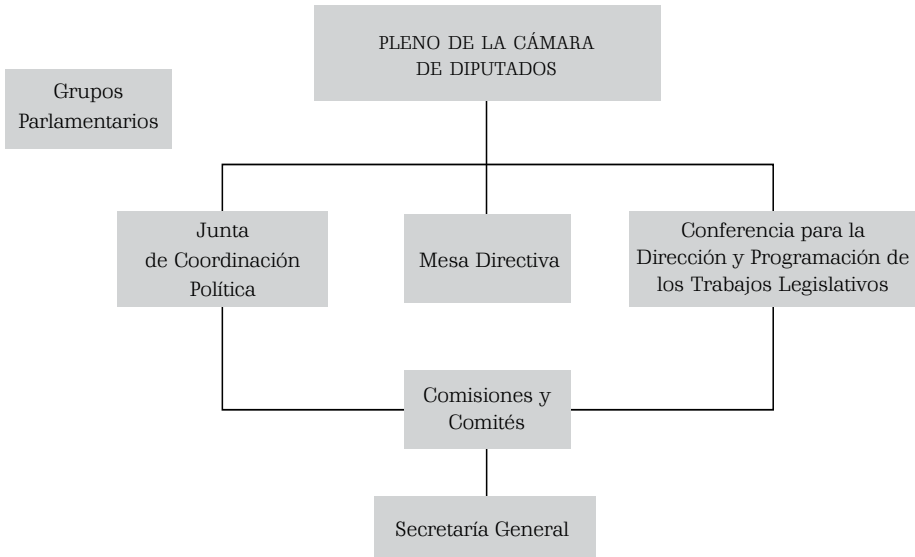 PLENO DE LA CÁMARA
DE DIPUTADOS
Grupos
Parlamentarios
Junta
de Coordinación
Política
Mesa Directiva
Conferencia para la
Dirección y Programación de
los Trabajos Legislativos
Comisiones y
Comités
Secretaría General